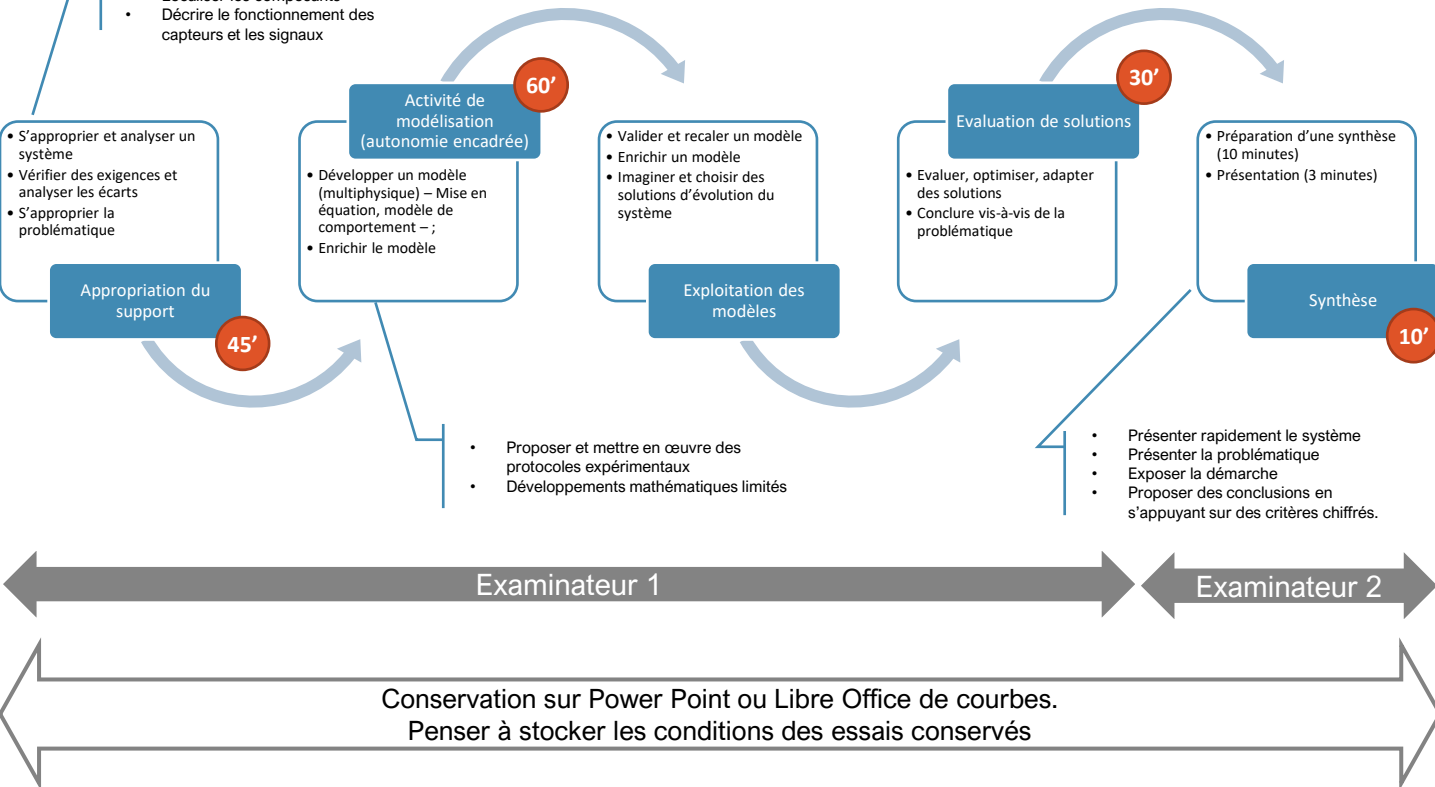 • Localiser les composants
• Décrire le fonctionnement des
capteurs et les signaux
• S’approprier et analyser un
système
• Vérifier des exigences et
analyser les écarts
• S’approprier la
problématique
Appropriation du
support
45’
Activité de
modélisation
(autonomie encadrée)
60’
• Développer un modèle
(multiphysique) – Mise en
équation, modèle de
comportement – ;
• Enrichir le modèle
• Valider et recaler un modèle
• Enrichir un modèle
• Imaginer et choisir des
solutions d’évolution du
système
Exploitation des
modèles
Evaluation de solutions
30’
• Evaluer, optimiser, adapter
des solutions
• Conclure vis-à-vis de la
problématique
• Préparation d’une synthèse
(10 minutes)
• Présentation (3 minutes)
Synthèse
10’
• Proposer et mettre en œuvre des
protocoles expérimentaux
• Développements mathématiques limités
• Présenter rapidement le système
• Présenter la problématique
• Exposer la démarche
• Proposer des conclusions en
s’appuyant sur des critères chiffrés.
Examinateur 1
Examinateur 2
Conservation sur Power Point ou Libre Office de courbes.
Penser à stocker les conditions des essais conservés